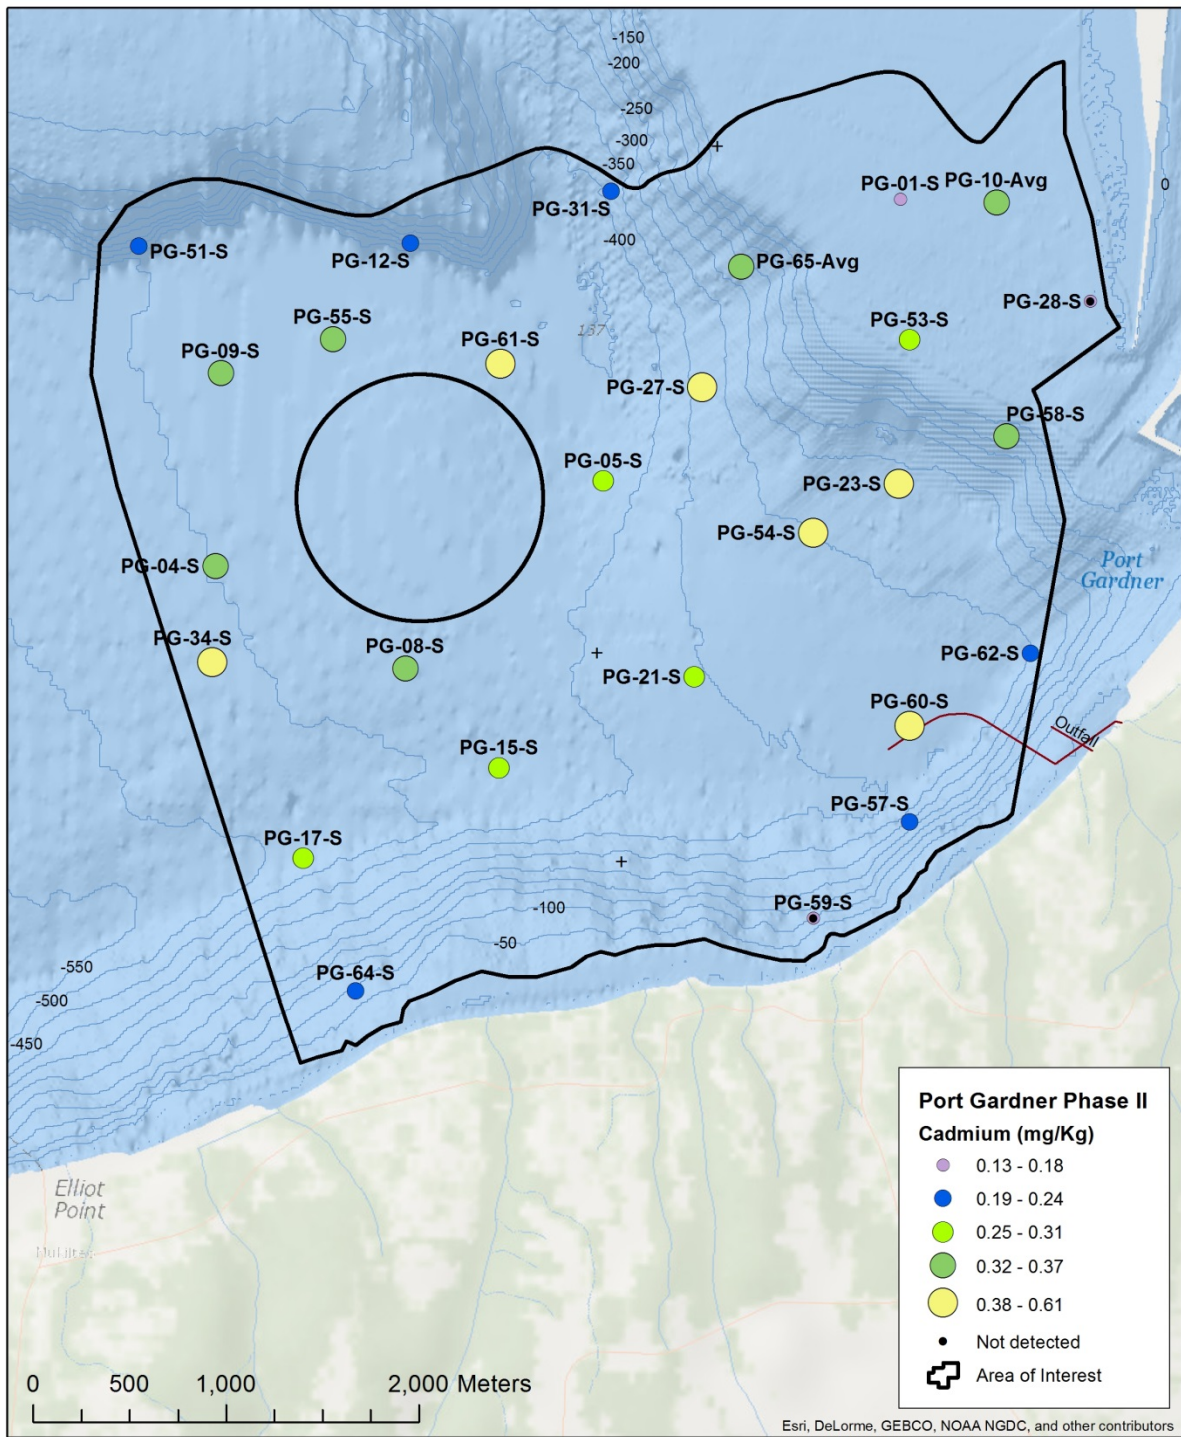 -150
-200
-250
-300
-350
-400
0
PG-01-S
PG-10-Avg
PG-31-S
PG-51-S
PG-12-S
PG-65-Avg
PG-28-S
PG-55-S
137
PG-53-S
PG-09-S
PG-61-S
PG-27-S
PG-58-S
PG-05-S
PG-23-S
PG-54-S
Port
Gardner
PG-04-S
PG-34-S
PG-08-S
PG-62-S
PG-21-S
PG-60-S
Outfall
PG-15-S
PG-57-S
PG-17-S
PG-59-S
-100
-50
-550
PG-64-S
-500
-450
Elliot
Point
Port Gardner Phase II
Cadmium (mg/Kg)
0.13 - 0.18
0.19 - 0.24
0.25 - 0.31
0.32 - 0.37
0.38 - 0.61
Not detected
Area of Interest
0 500 1,000 2,000 Meters
Esri, DeLorme, GEBCO, NOAA NGDC, and other contributors